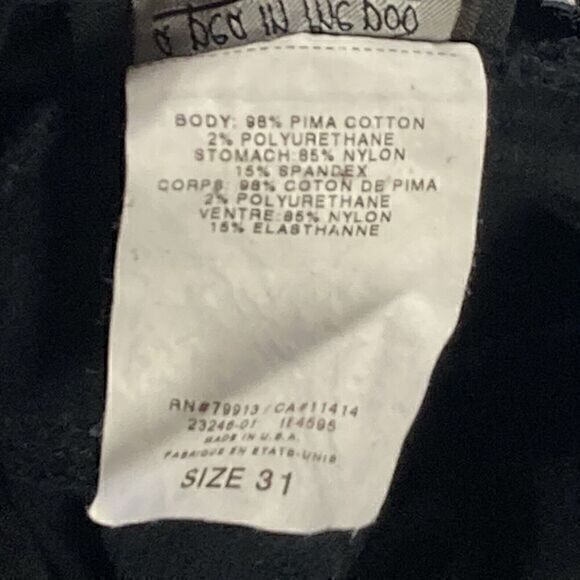 BODY: 98% PIMA COTTON
2% POLYURETHANE
STOMACH:85% NYLON
15% SPANDEX
CORPS: 98% COTON DE PIMA
2% POLYURETHANE
VENTRE:85% NYLON
15% ELASTHANNE
RN#79913/CA#11414
23246-01
MADE IN U.S.A.
FABRIQUE EN ETATS-UNIS
SIZE 31